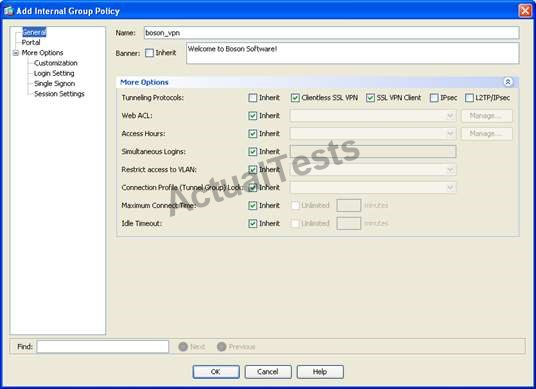 Add Internal Group Policy
General
Portal
More Options
Customization
Login Setting
Single Signon
Session Settings
Name: boson_vpn
Banner: Inherit Welcome to Boson Software!
More Options
Tunneling Protocols: Inherit Clientless SSL VPN SSL VPN Client IPsec L2TP/IPsec
Web ACL: Inherit Manage...
Access Hours: Inherit Manage...
Simultaneous Logins: Inherit
Restrict access to VLAN: Inherit
Connection Profile (Tunnel Group) Lock: Inherit
Maximum Connect Time: Inherit Unlimited minutes
Idle Timeout: Inherit Unlimited minutes
ActualTests
Find: Next Previous
OK Cancel Help